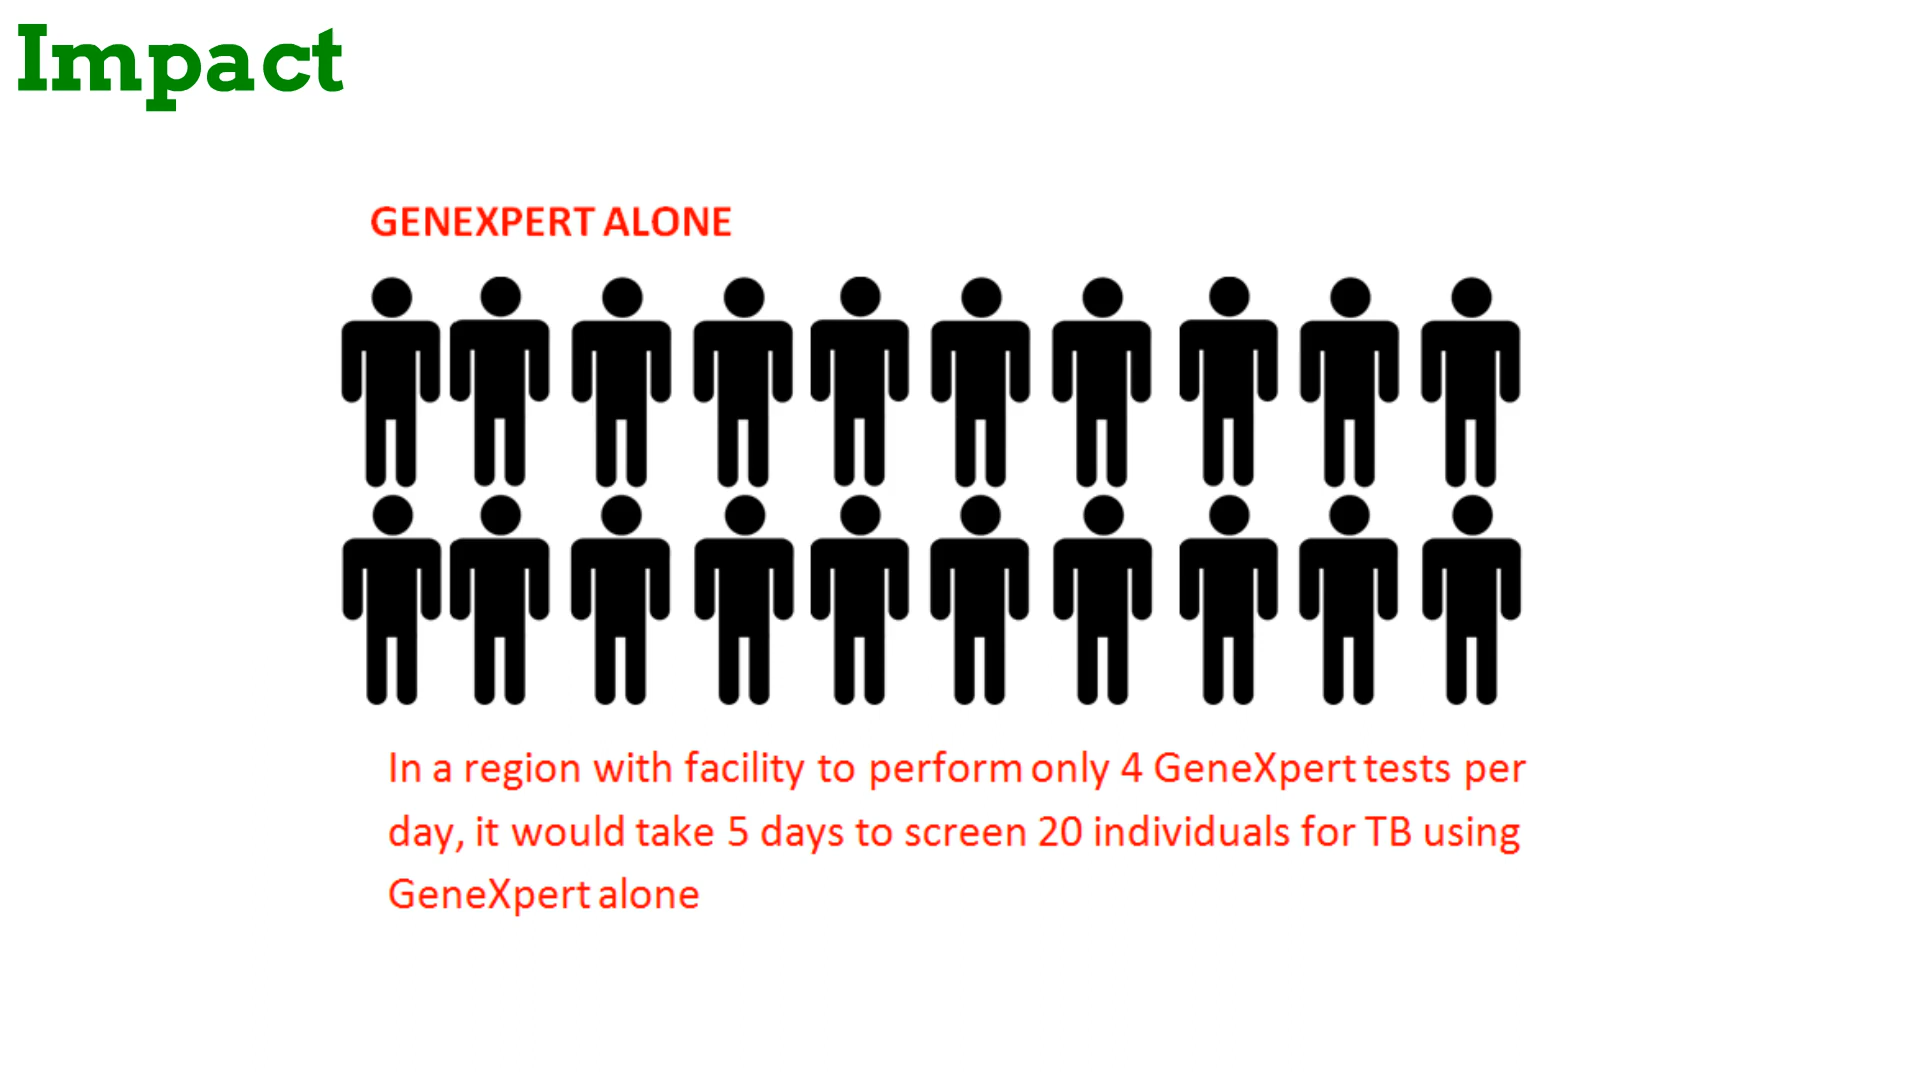 Impact
GENEXPERT ALONE
In a region with facility to perform only 4 GeneXpert tests per
day, it would take 5 days to screen 20 individuals for TB using
GeneXpert alone